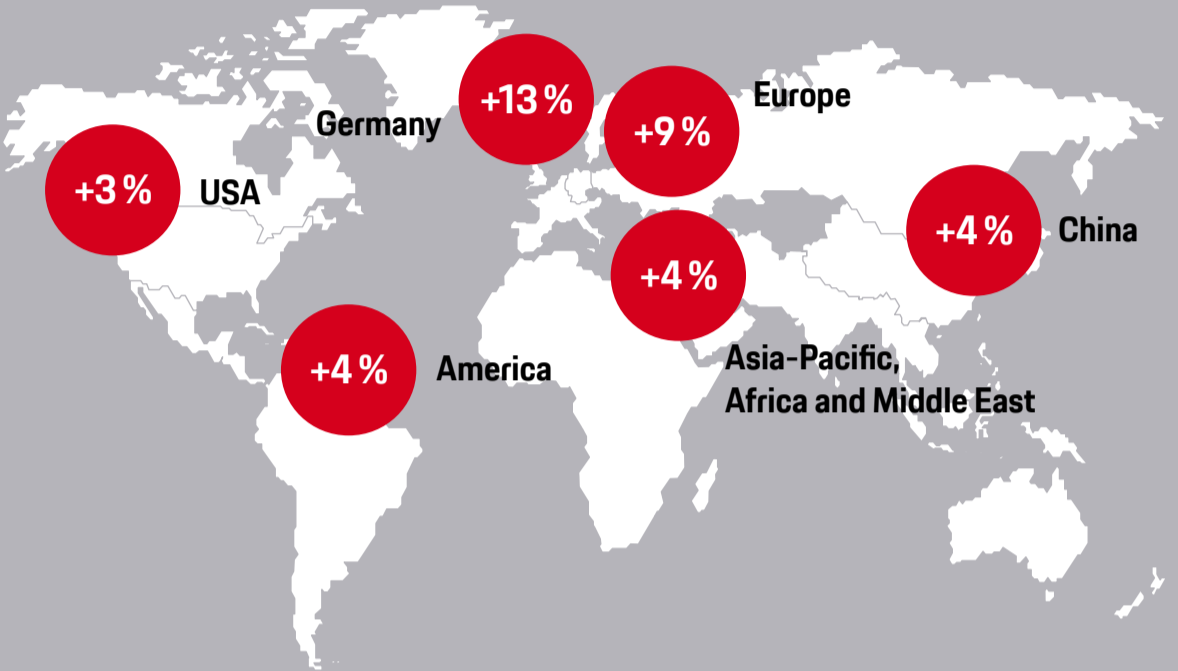 +13 %
Germany
+9 %
Europe
+3 %
USA
+4 %
China
+4 %
Asia-Pacific,
Africa and Middle East
+4 %
America